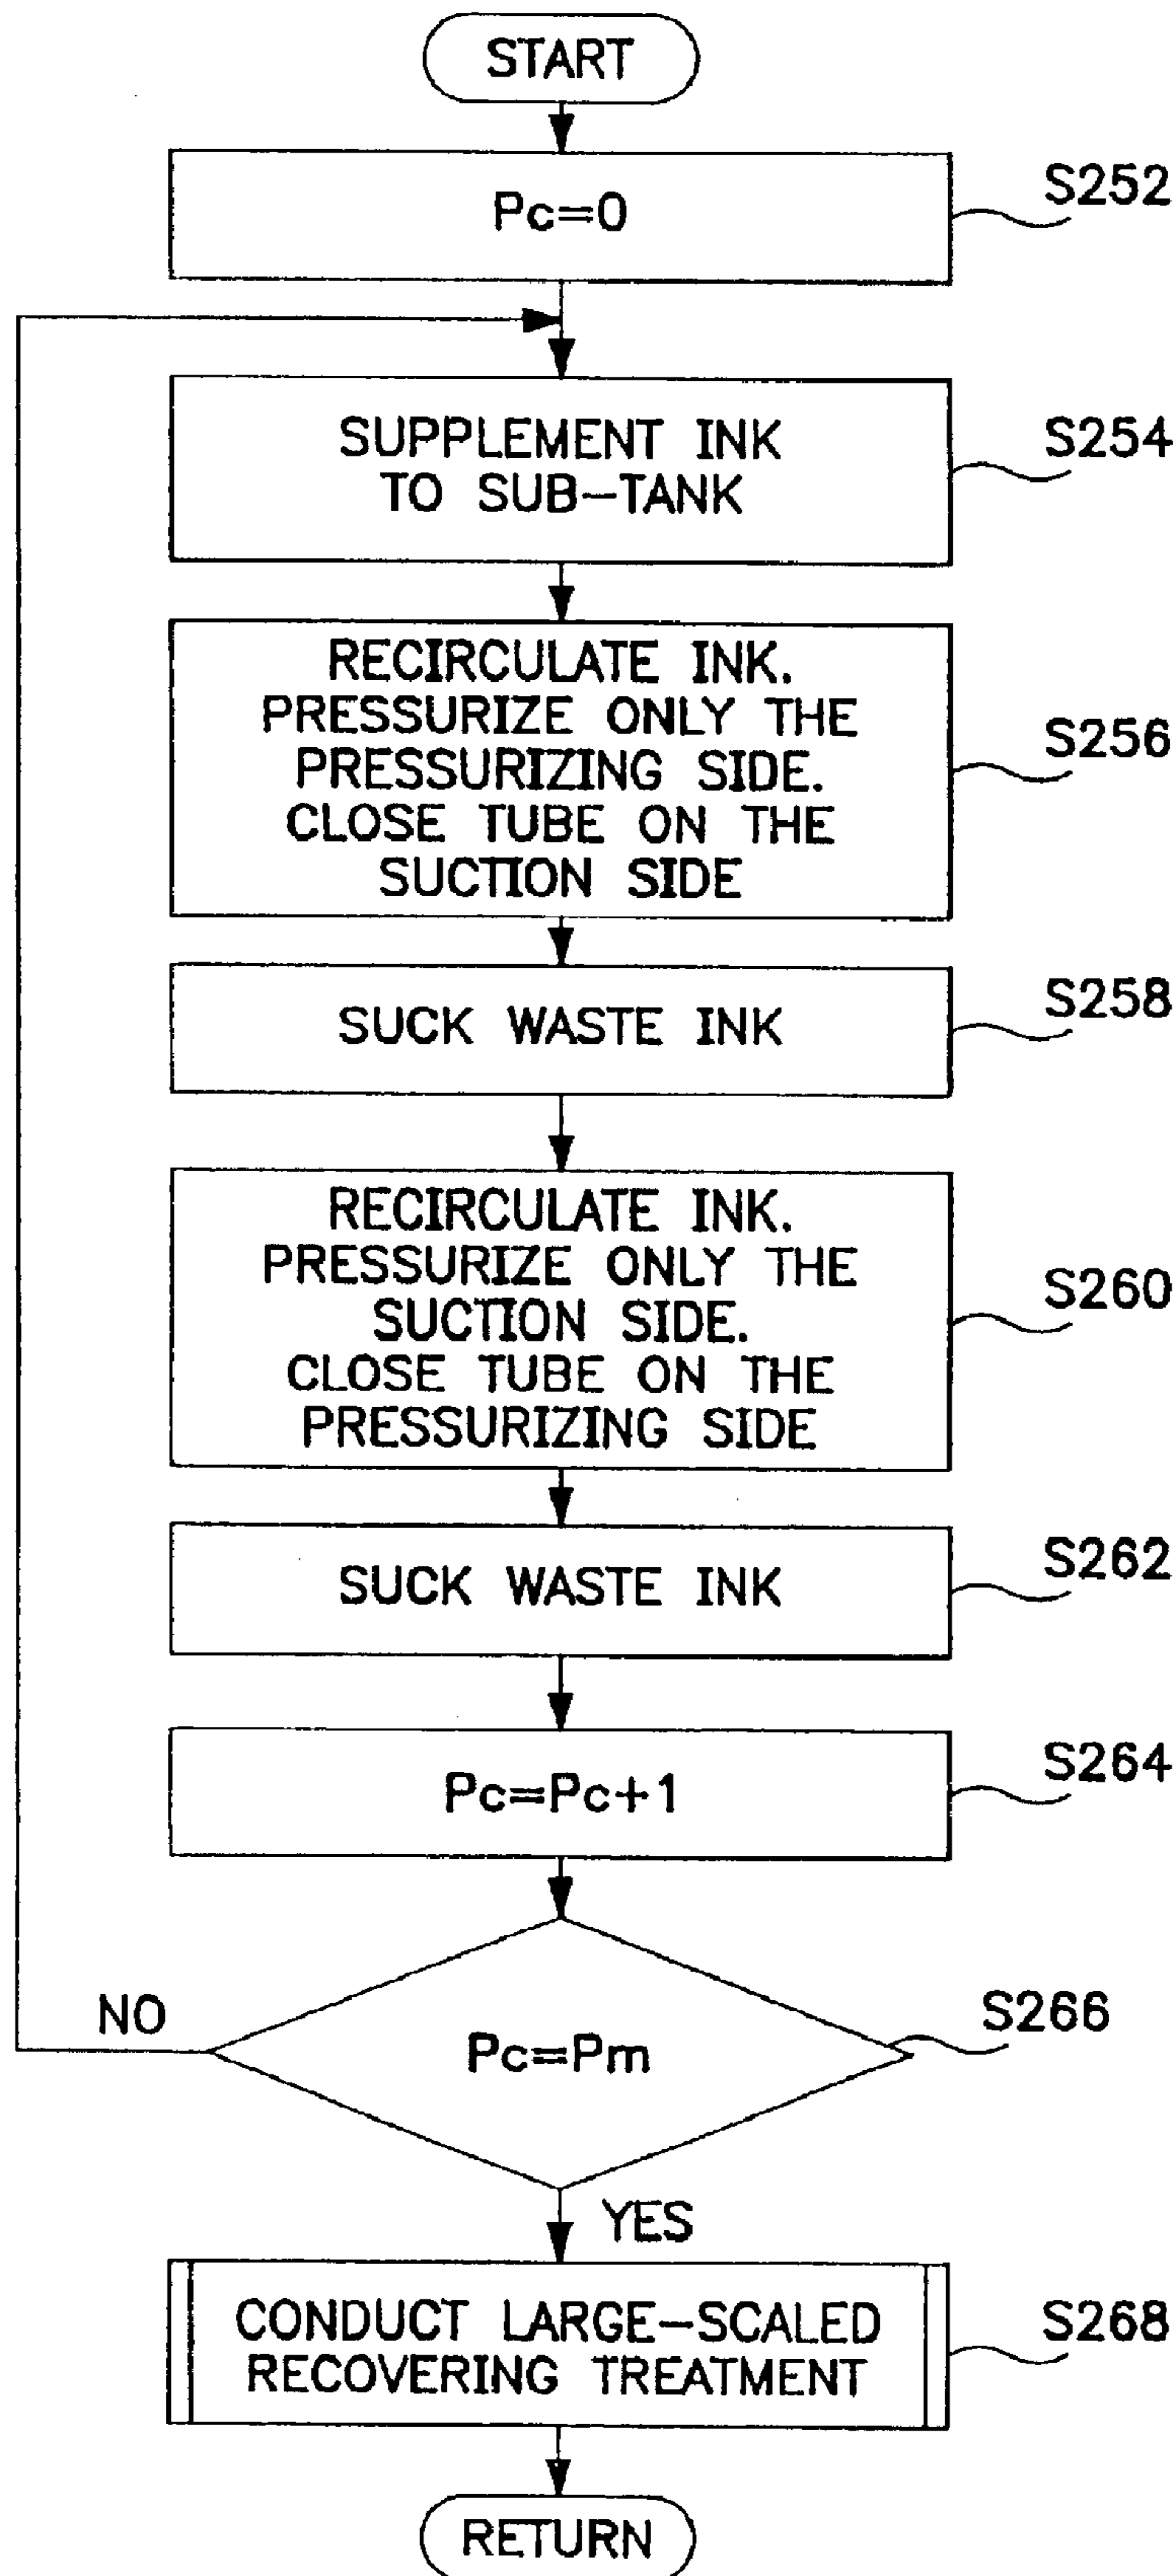 START
Pc=0
S252
SUPPLEMENT INK
TO SUB-TANK
S254
RECIRCULATE INK.
PRESSURIZE ONLY THE
PRESSURIZING SIDE.
CLOSE TUBE ON THE
SUCTION SIDE
S256
SUCK WASTE INK
S258
RECIRCULATE INK.
PRESSURIZE ONLY THE
SUCTION SIDE.
CLOSE TUBE ON THE
PRESSURIZING SIDE
S260
SUCK WASTE INK
S262
Pc=Pc+1
S264
NO
Pc=Pm
S266
YES
CONDUCT LARGE-SCALED
RECOVERING TREATMENT
S268
RETURN